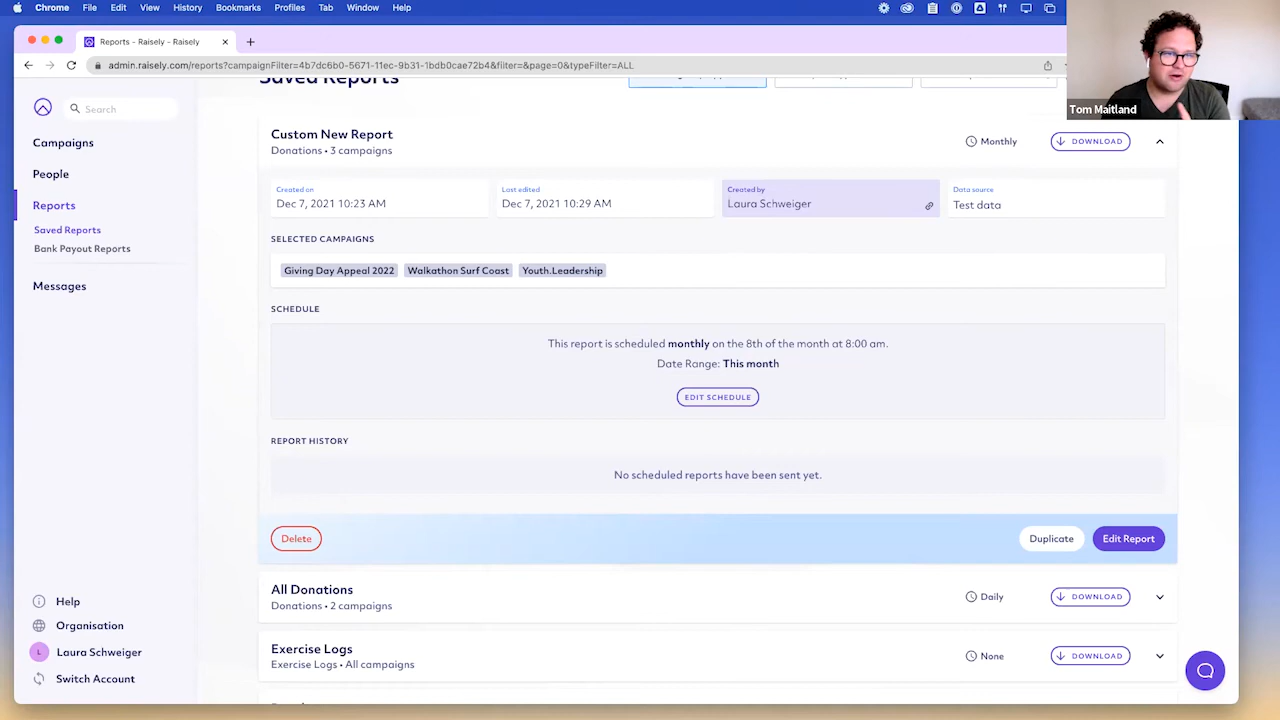 Chrome File Edit View History Bookmarks Profiles Tab Window Help
Reports - Raisely - Raisely
admin.raisely.com/reports?campaignFilter=4b7dc6b0-5671-11ec-9b31-1bdb0cae72b4&filter=&page=0&typeFilter=ALL
Tom Maitland
Search
Campaigns
People
Reports
Saved Reports
Bank Payout Reports
Messages
Help
Organisation
L Laura Schweiger
Switch Account
Saved Reports
Custom New Report
Donations • 3 campaigns
Monthly
DOWNLOAD
Created on
Dec 7, 2021 10:23 AM
Last edited
Dec 7, 2021 10:29 AM
Created by
Laura Schweiger
Data source
Test data
SELECTED CAMPAIGNS
Giving Day Appeal 2022 Walkathon Surf Coast Youth.Leadership
SCHEDULE
This report is scheduled monthly on the 8th of the month at 8:00 am.
Date Range: This month
EDIT SCHEDULE
REPORT HISTORY
No scheduled reports have been sent yet.
Delete Duplicate Edit Report
All Donations
Donations • 2 campaigns
Daily
DOWNLOAD
Exercise Logs
Exercise Logs • All campaigns
None
DOWNLOAD